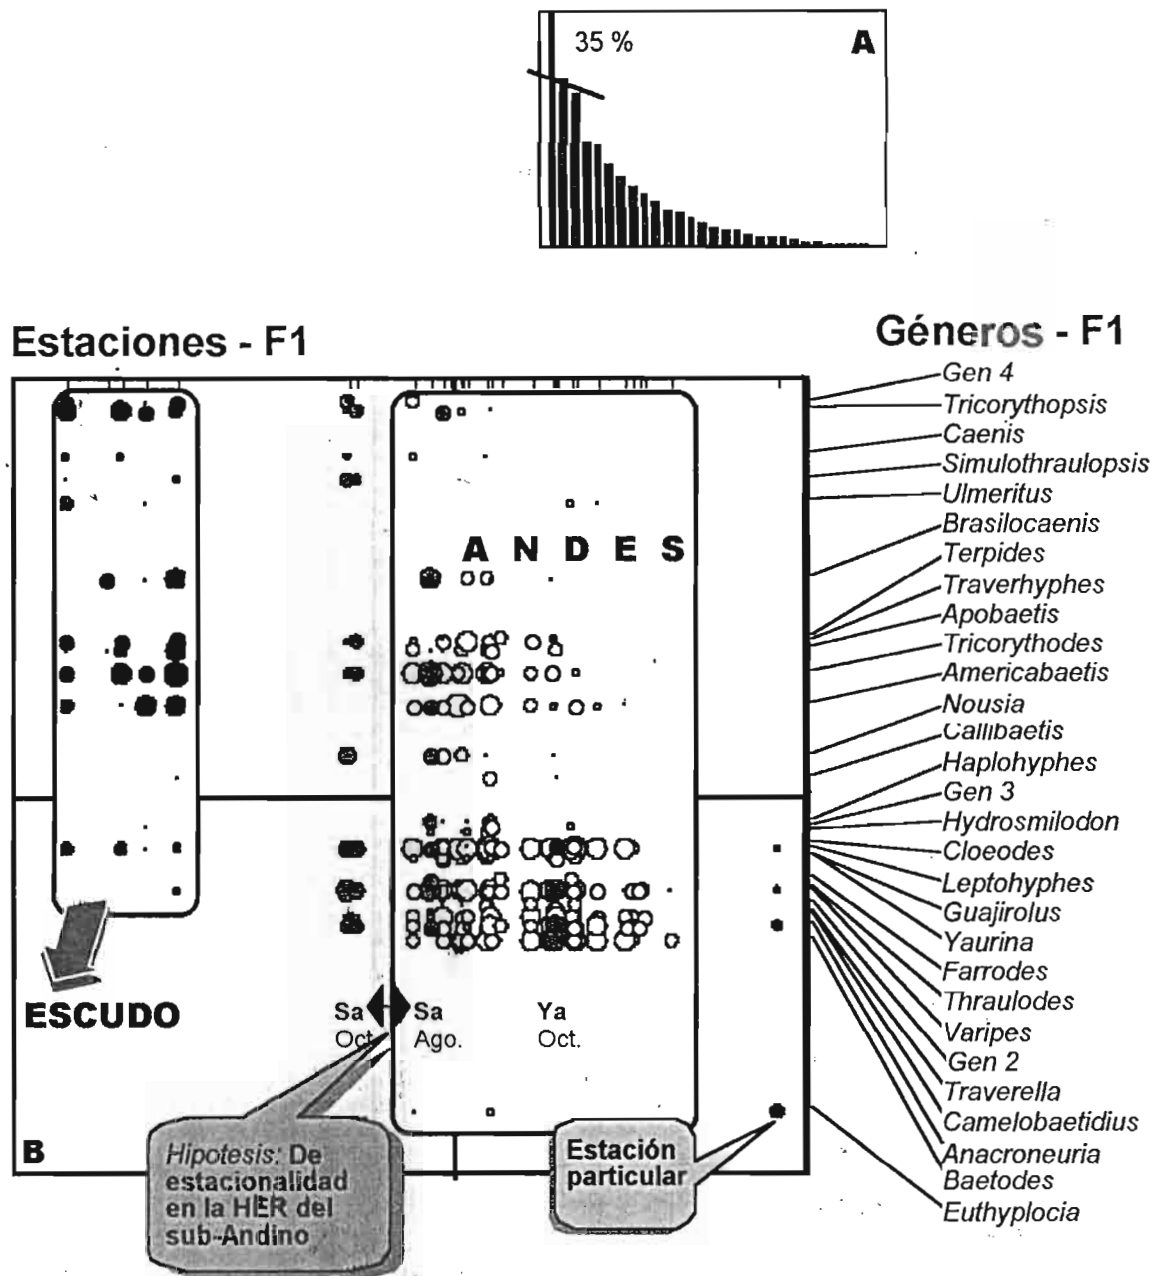 35 %
A
Estaciones - F1
Géneros - F1
Gen 4
Tricorythopsis
Caenis
Simulothraulopsis
Ulmeritus
Brasilocaenis
Terpides
Traverhyphes
Apobaetis
Tricorythodes
Americabaetis
Nousia
Callibaetis
Haplohyphes
Gen 3
Hydrosmilodon
Cloeodes
Leptohyphes
Guajirolus
Yaurina
Farrodes
Thraulodes
Varipes
Gen 2
Traverella
Camelobaetidius
Anacroneuria
Baetodes
Euthyplocia
A N D E S
ESCUDO
Sa
Oct
Sa
Ago.
Ya
Oct.
B
Hipotesis: De
estacionalidad
en la HER del
sub-Andino
Estación
particular